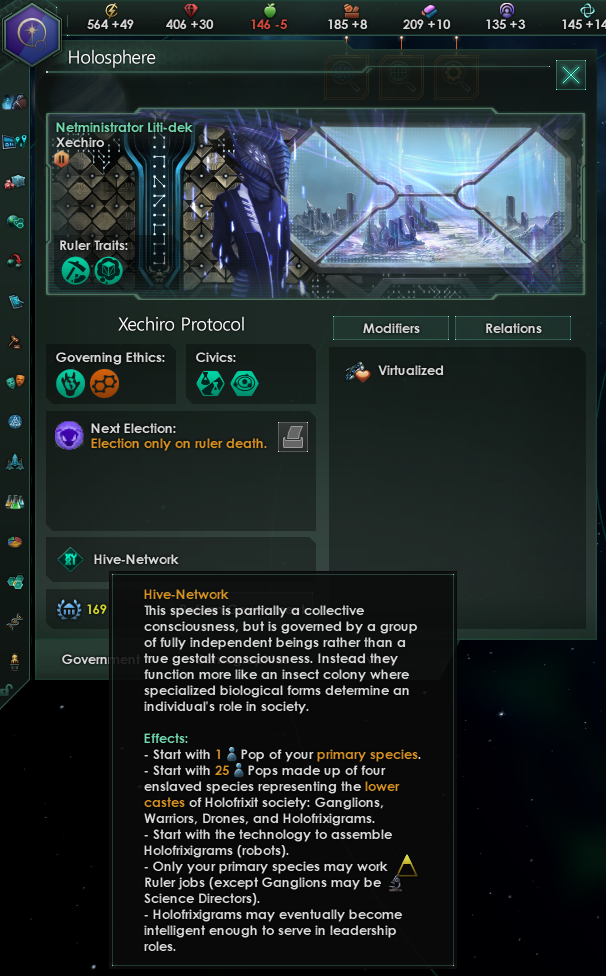 564 +49
406 +30
146 -5
185 +8
209 +10
135 +3
145 +14
Holosphere
Netministrator Liti-dek
Xechiro
Ruler Traits:
Xechiro Protocol
Modifiers
Relations
Governing Ethics:
Civics:
Virtualized
Next Election:
Election only on ruler death.
Hive-Network
169
Government
Hive-Network
This species is partially a collective
consciousness, but is governed by a group
of fully independent beings rather than a
true gestalt consciousness. Instead they
function more like an insect colony where
specialized biological forms determine an
individual's role in society.
Effects:
- Start with 1 Pop of your primary species.
- Start with 25 Pops made up of four
enslaved species representing the lower
castes of Holofrixit society: Ganglions,
Warriors, Drones, and Holofrixigrams.
- Start with the technology to assemble
Holofrixigrams (robots).
- Only your primary species may work
Ruler jobs (except Ganglions may be
Science Directors).
- Holofrixigrams may eventually become
intelligent enough to serve in leadership
roles.